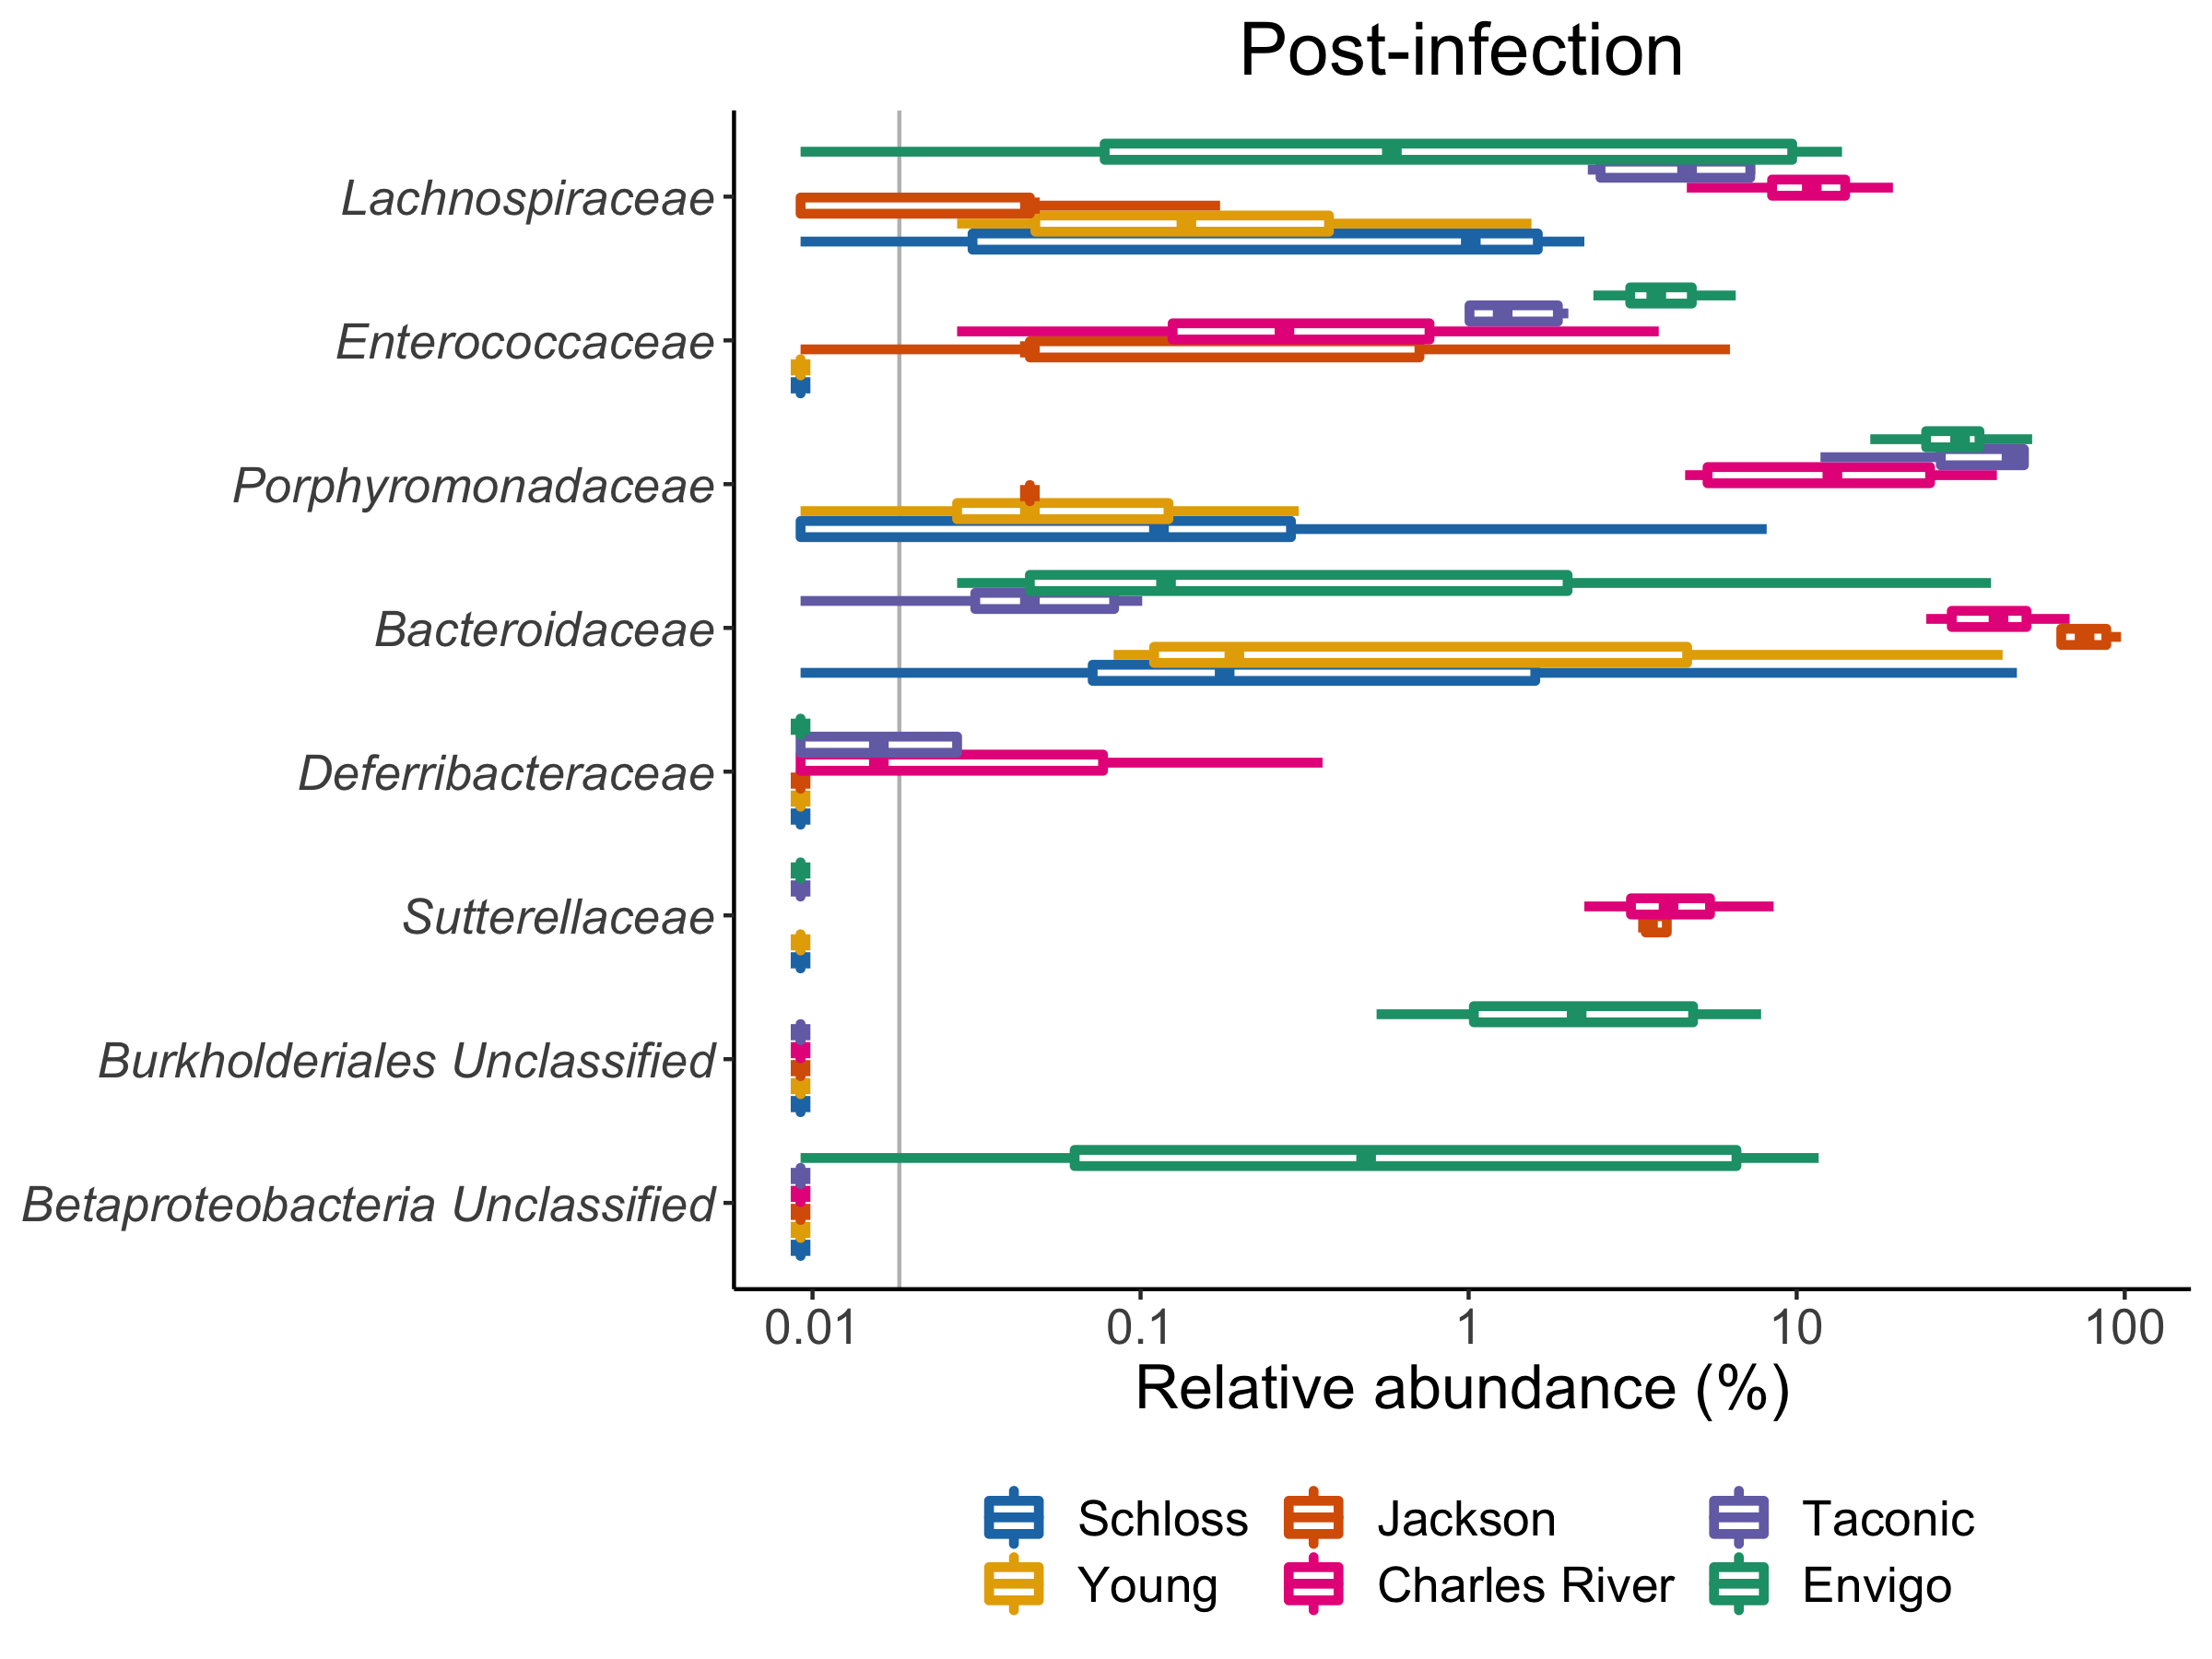 Post-infection
Lachnospiraceae
Enterococcaceae
Porphyromonadaceae
Bacteroidaceae
Deferribacteraceae
Sutterellaceae
Burkholderiales Unclassified
Betaproteobacteria Unclassified
0.01 0.1 1 10 100
Relative abundance (%)
Schloss Jackson Taconic
Young Charles River Envigo